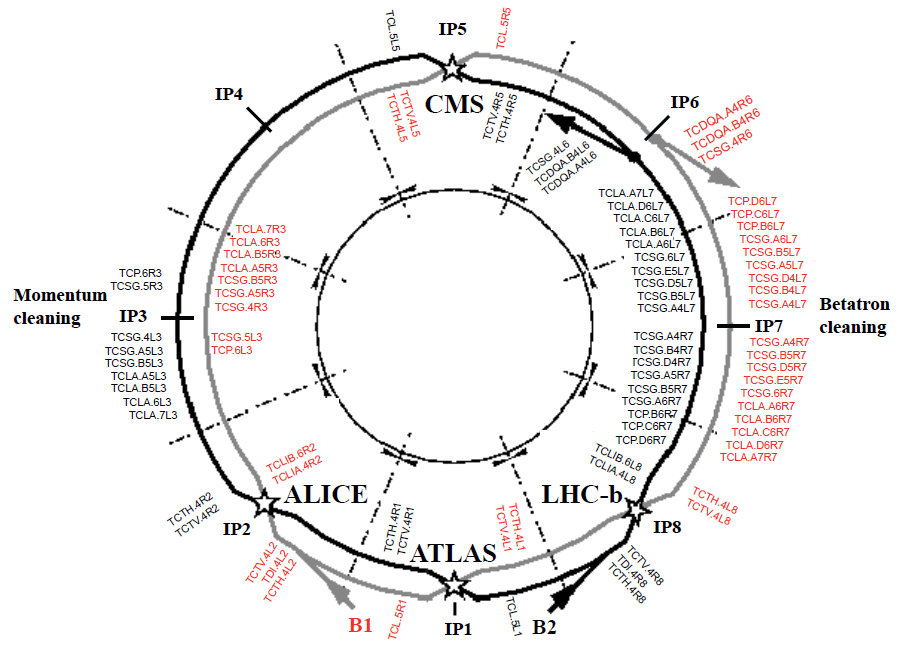 IP5
TCL.5L5
TCL.5R5
CMS
TCTV.4L5
TCTH.4L5
TCTV.4R5
TCTH.4R5
IP4
IP6
TCDQA.A4R6
TCDQA.B4R6
TCSG.4R6
TCSG.4L6
TCDQA.B4L6
TCDQA.A4L6
TCLA.A7L7
TCLA.D6L7
TCLA.C6L7
TCLA.B6L7
TCLA.A6L7
TCSG.6L7
TCSG.E5L7
TCSG.D5L7
TCSG.B5L7
TCSG.A4L7
TCP.D6L7
TCP.C6L7
TCP.B6L7
TCSG.A6L7
TCSG.B5L7
TCSG.A5L7
TCSG.D4L7
TCSG.B4L7
TCSG.A4L7
TCLA.7R3
TCLA.6R3
TCLA.B5R3
TCLA.A5R3
TCSG.B5R3
TCSG.A5R3
TCSG.4R3
TCP.6R3
TCSG.5R3
Momentum
cleaning
IP3
Betatron
cleaning
IP7
TCSG.5L3
TCP.6L3
TCSG.4L3
TCSG.A5L3
TCSG.B5L3
TCLA.A5L3
TCLA.B5L3
TCLA.6L3
TCLA.7L3
TCSG.A4R7
TCSG.B4R7
TCSG.D4R7
TCSG.A5R7
TCSG.B5R7
TCSG.A6R7
TCP.B6R7
TCP.C6R7
TCP.D6R7
TCSG.A4R7
TCSG.B5R7
TCSG.D5R7
TCSG.E5R7
TCSG.6R7
TCLA.A6R7
TCLA.B6R7
TCLA.C6R7
TCLA.D6R7
TCLA.A7R7
TCLIB.6R2
TCLIA.4R2
TCLIB.6L8
TCLIA.4L8
ALICE
LHC-b
TCTH.4R2
TCTV.4R2
IP2
IP8
TCTH.4L8
TCTV.4L8
TCTH.4R1
TCTV.4R1
TCTH.4L1
TCTV.4L1
ATLAS
TCTV.4L2
TDI.4L2
TCTH.4L2
TCTV.4R8
TDI.4R8
TCTH.4R8
B1
TCL.5R1
IP1
TCL.5L1
B2